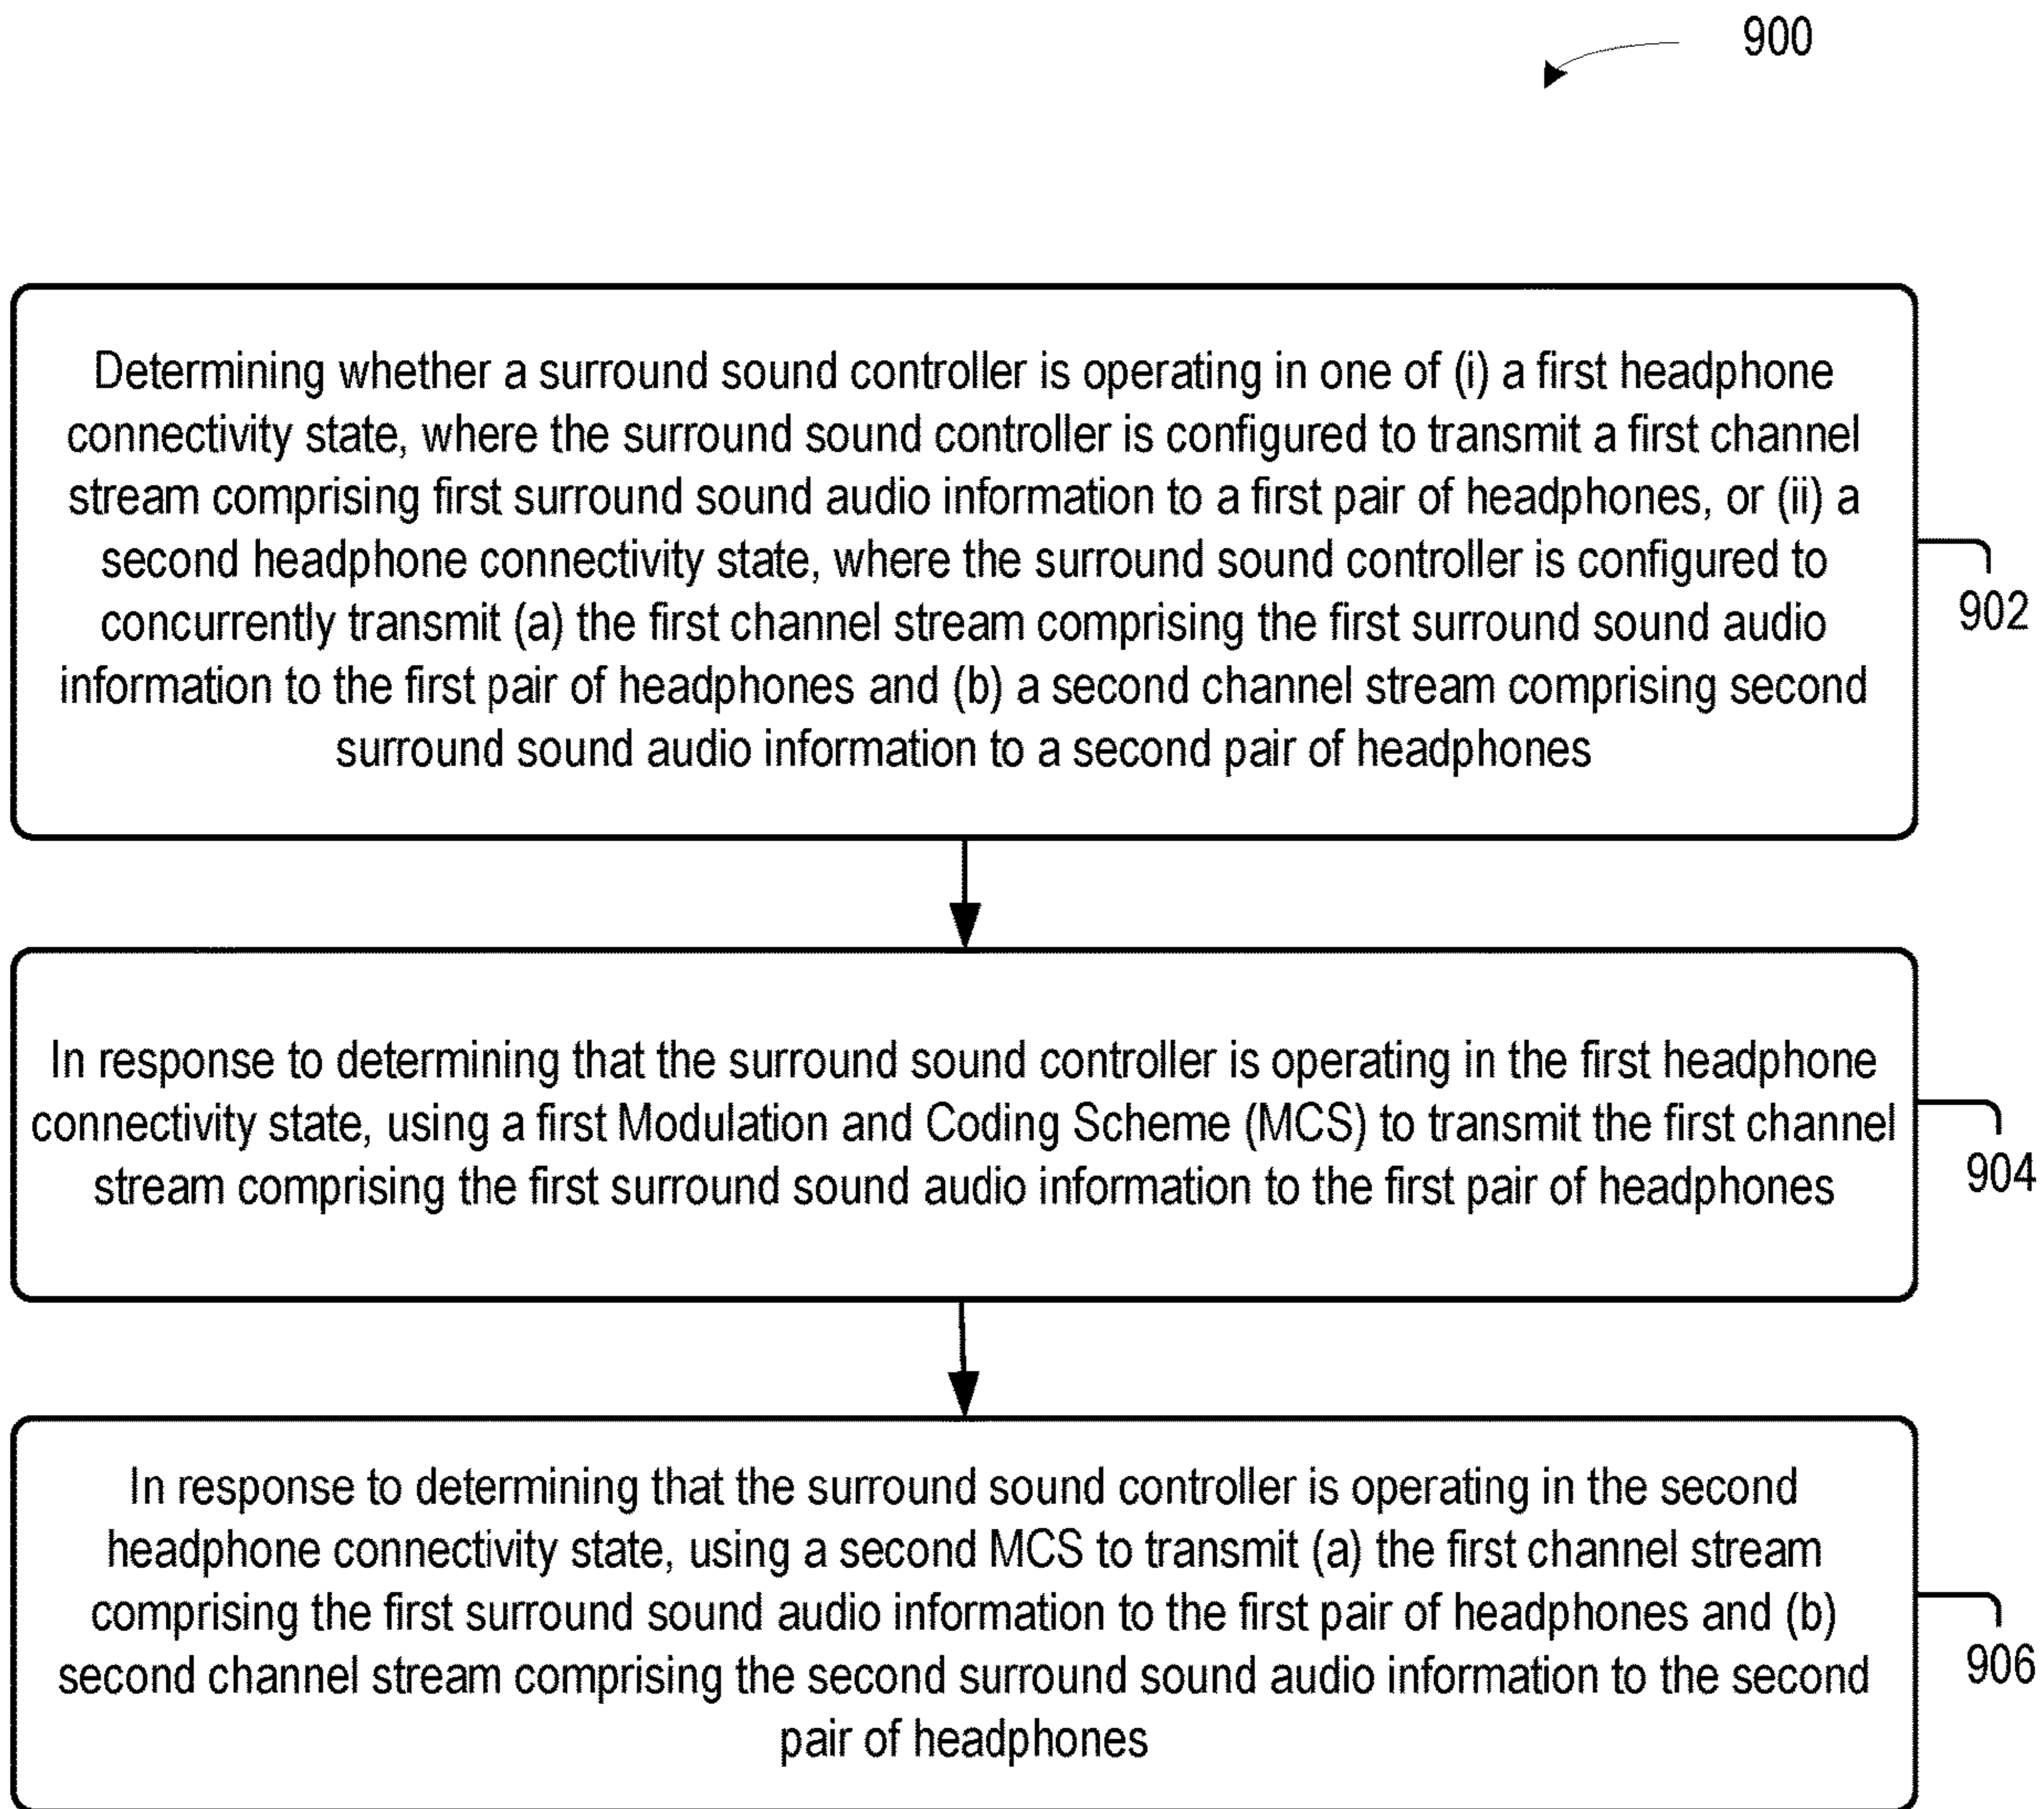 900
Determining whether a surround sound controller is operating in one of (i) a first headphone
connectivity state, where the surround sound controller is configured to transmit a first channel
stream comprising first surround sound audio information to a first pair of headphones, or (ii) a
second headphone connectivity state, where the surround sound controller is configured to
concurrently transmit (a) the first channel stream comprising the first surround sound audio
information to the first pair of headphones and (b) a second channel stream comprising second
surround sound audio information to a second pair of headphones
902
In response to determining that the surround sound controller is operating in the first headphone
connectivity state, using a first Modulation and Coding Scheme (MCS) to transmit the first channel
stream comprising the first surround sound audio information to the first pair of headphones
904
In response to determining that the surround sound controller is operating in the second
headphone connectivity state, using a second MCS to transmit (a) the first channel stream
comprising the first surround sound audio information to the first pair of headphones and (b)
second channel stream comprising the second surround sound audio information to the second
pair of headphones
906